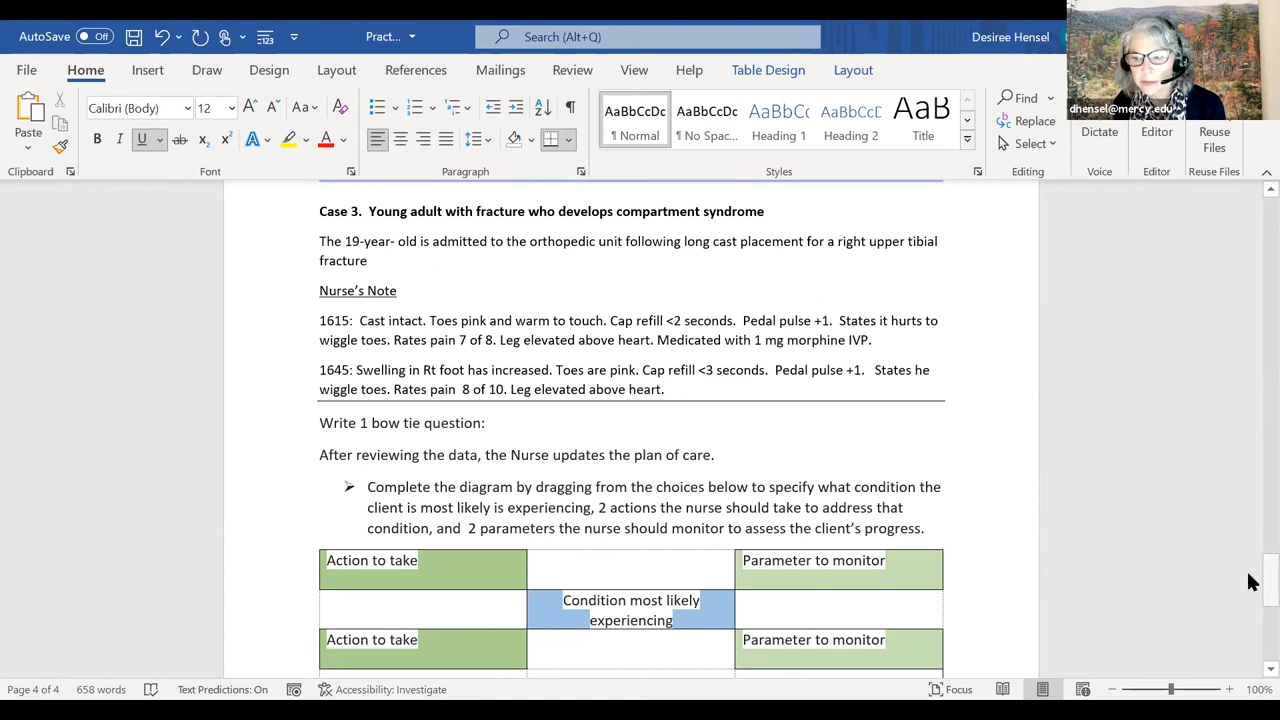 AutoSave Off Pract... Search (Alt+Q) Desiree Hensel
File Home Insert Draw Design Layout References Mailings Review View Help Table Design Layout
dhensel@mercy.edu
Paste
Calibri (Body) 12
AaBbCcDc AaBbCcDc AaBbCc AaBbCcD AaB
Normal No Spac... Heading 1 Heading 2 Title
Find
Replace
Select
Dictate Editor Reuse
Files
Clipboard Font Paragraph Styles Editing Voice Editor Reuse Files
Case 3. Young adult with fracture who develops compartment syndrome
The 19-year- old is admitted to the orthopedic unit following long cast placement for a right upper tibial
fracture
Nurse's Note
1615: Cast intact. Toes pink and warm to touch. Cap refill <2 seconds. Pedal pulse +1. States it hurts to
wiggle toes. Rates pain 7 of 8. Leg elevated above heart. Medicated with 1 mg morphine IVP.
1645: Swelling in Rt foot has increased. Toes are pink. Cap refill <3 seconds. Pedal pulse +1. States he
wiggle toes. Rates pain 8 of 10. Leg elevated above heart.
Write 1 bow tie question:
After reviewing the data, the Nurse updates the plan of care.
➢ Complete the diagram by dragging from the choices below to specify what condition the
client is most likely is experiencing, 2 actions the nurse should take to address that
condition, and 2 parameters the nurse should monitor to assess the client's progress.
Action to take Parameter to monitor
Condition most likely
experiencing
Action to take Parameter to monitor
Page 4 of 4 658 words Text Predictions: On Accessibility: Investigate Focus 100%